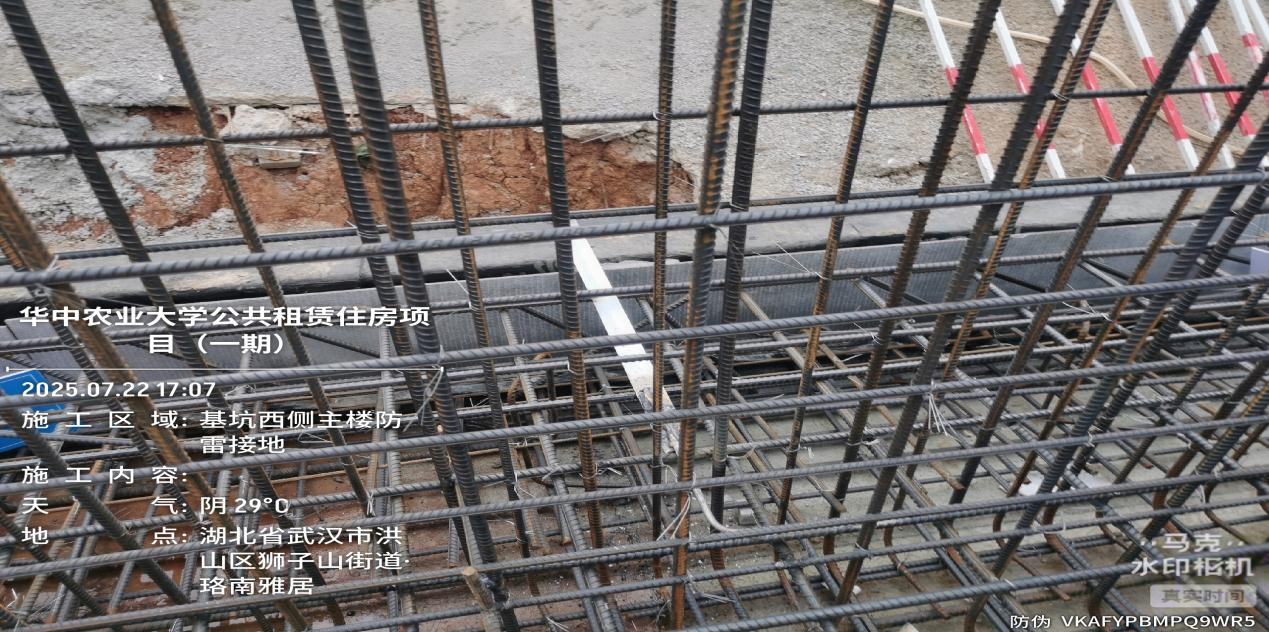 华中农业大学公共租赁住房项
目（一期）
2025.07.22 17:07
施工区域：基坑西侧主楼防
雷接地
施工内容：
天气：阴 29°C
地点：湖北省武汉市洪
山区狮子山街道·
珞南雅居
马克
水印相机
真实时间
防伪 VKAFYPBMPQ9WR5